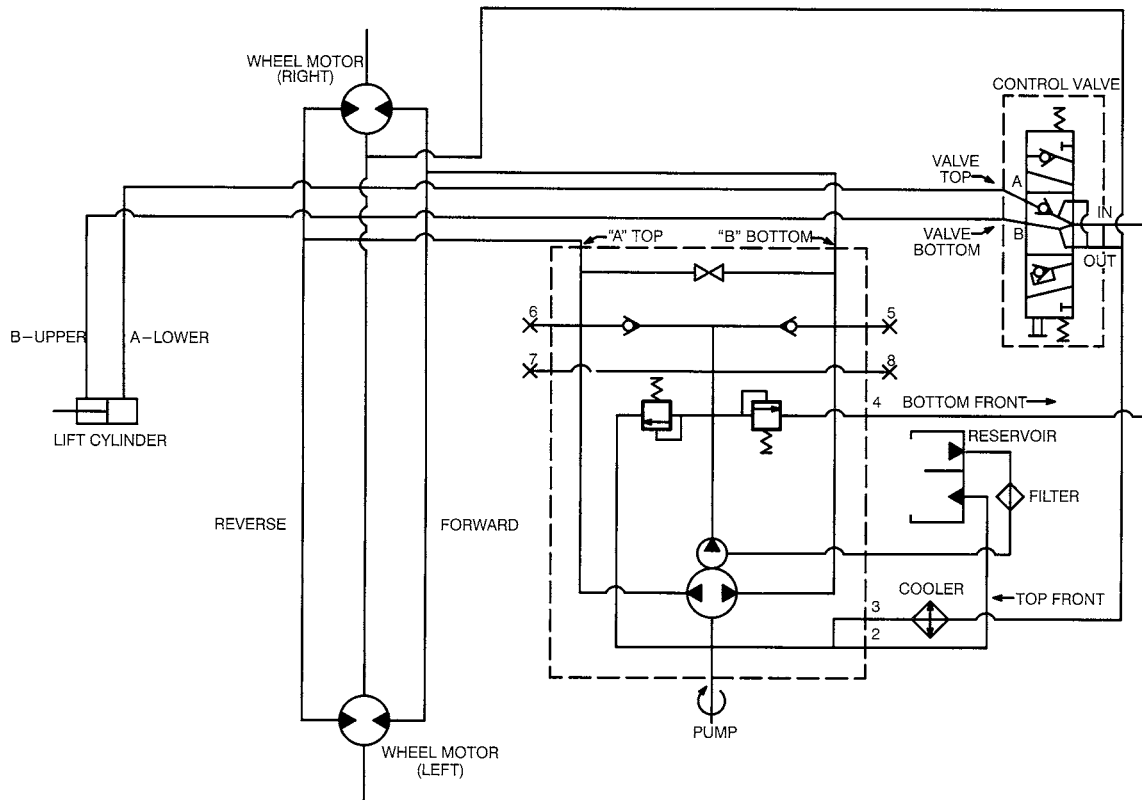 WHEEL MOTOR
(RIGHT)
CONTROL VALVE
VALVE
TOP
A
IN
B
VALVE
BOTTOM
OUT
"A" TOP
"B" BOTTOM
6
5
7
8
B-UPPER
A-LOWER
4
BOTTOM FRONT
LIFT CYLINDER
RESERVOIR
FILTER
REVERSE
FORWARD
COOLER
3
TOP FRONT
2
PUMP
WHEEL MOTOR
(LEFT)